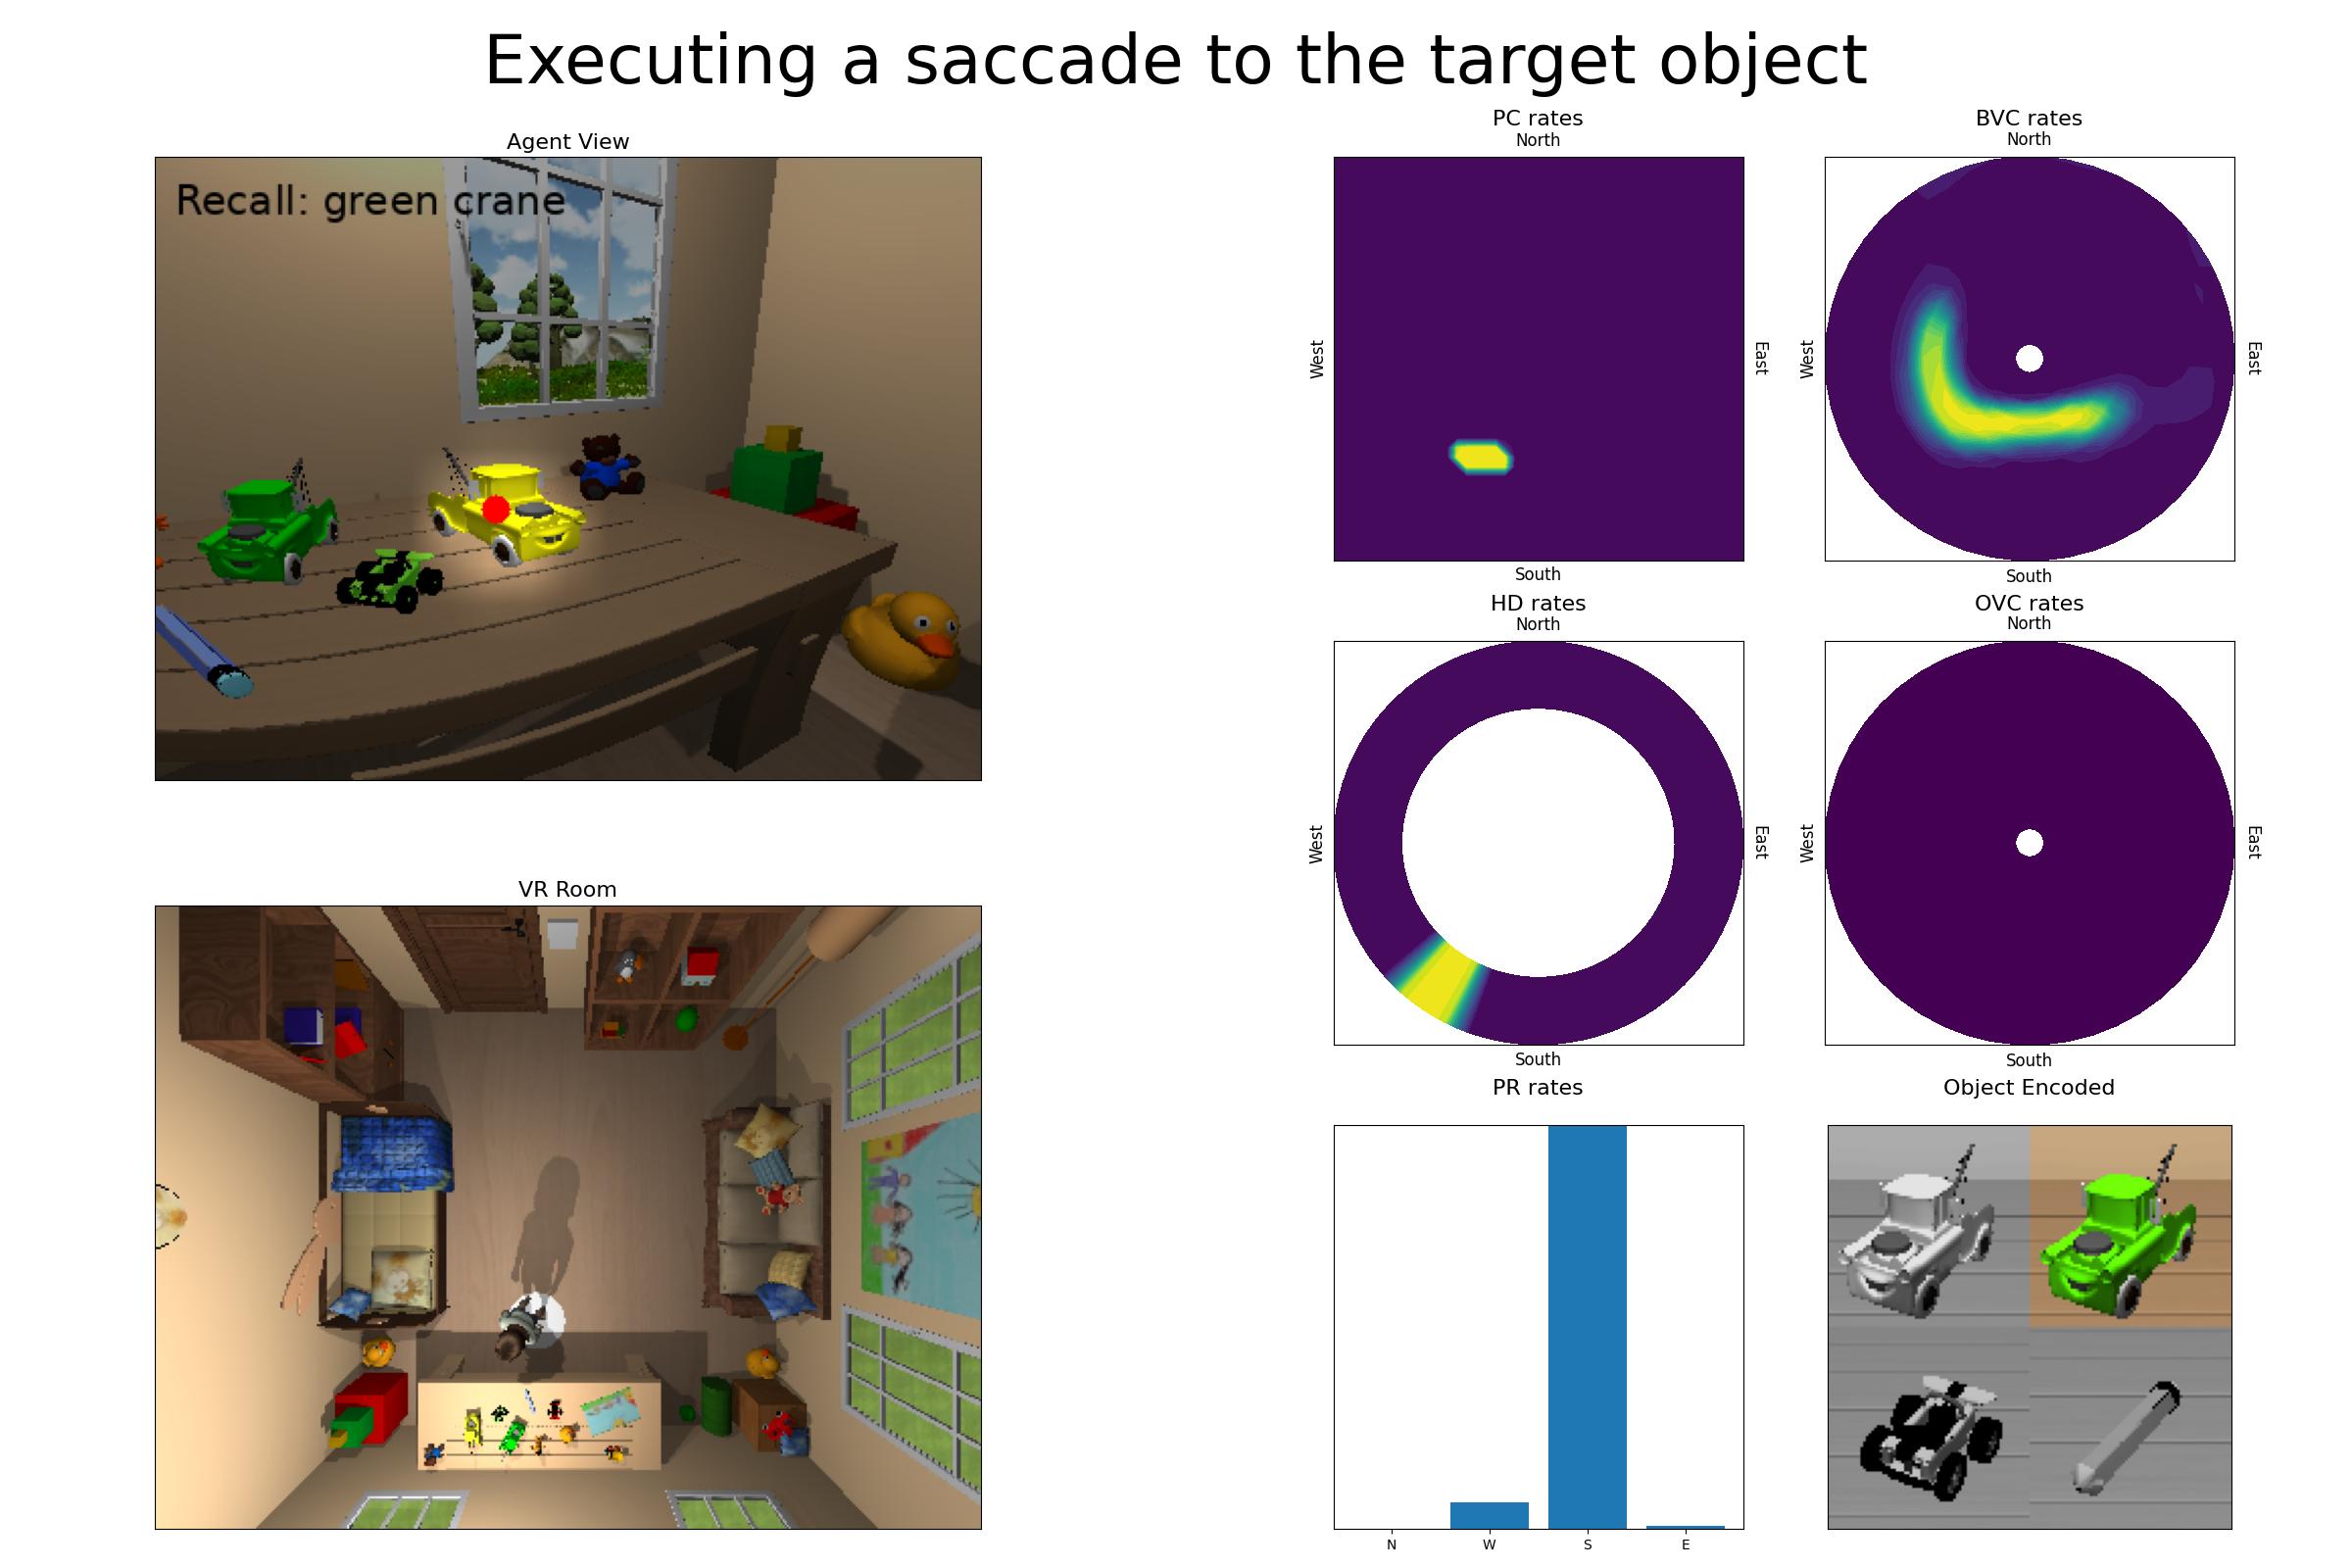 Executing a saccade to the target object
Agent View
Recall: green crane
VR Room
PC rates
North
West
East
South
BVC rates
North
West
East
South
HD rates
North
West
East
South
OVC rates
North
West
East
South
PR rates
N W S E
Object Encoded